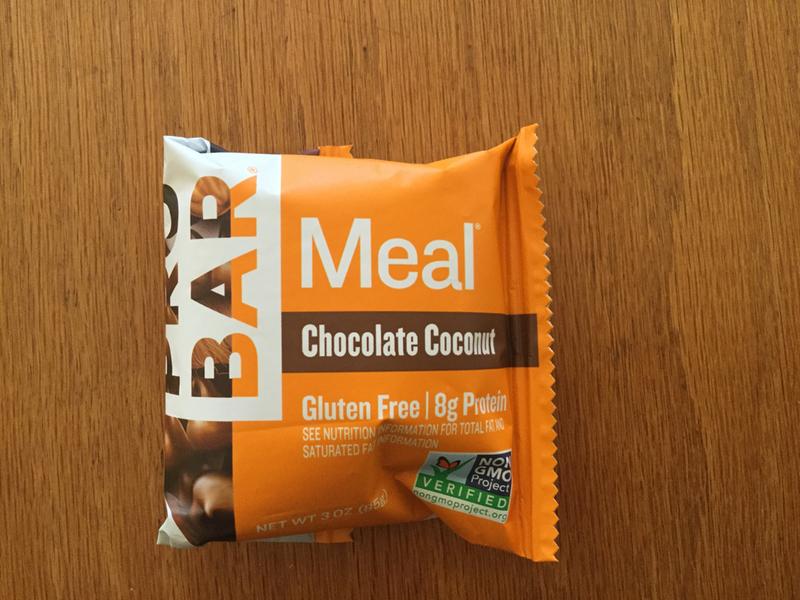 PRO
BAR®
Meal®
Chocolate Coconut
Gluten Free | 8g Protein
SEE NUTRITION INFORMATION FOR TOTAL FAT AND
SATURATED FAT INFORMATION
NON
GMO
Project
VERIFIED
nongmoproject.org
NET WT 3 OZ (85g)